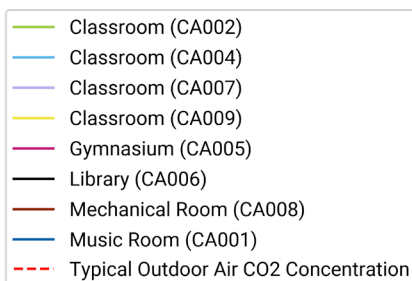 Classroom (CA002)
Classroom (CA004)
Classroom (CA007)
Classroom (CA009)
Gymnasium (CA005)
Library (CA006)
Mechanical Room (CA008)
Music Room (CA001)
Typical Outdoor Air CO2 Concentration